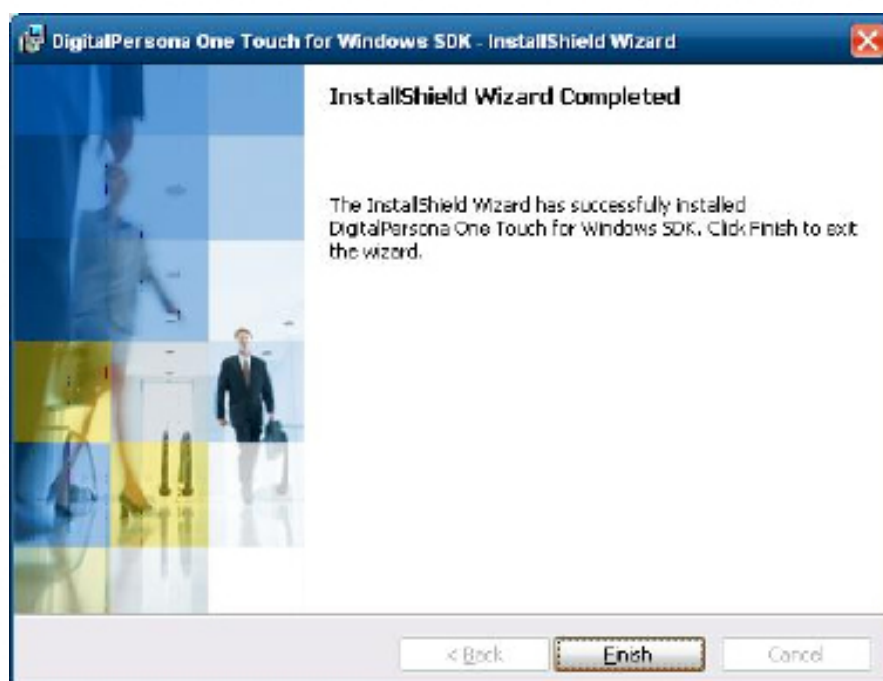 DigitalPersona One Touch for Windows SDK - InstallShield Wizard
InstallShield Wizard Completed
The InstallShield Wizard has successfully installed
DigitalPersona One Touch for Windows SDK. Click Finish to exit
the wizard.
< Back
Finish
Cancel